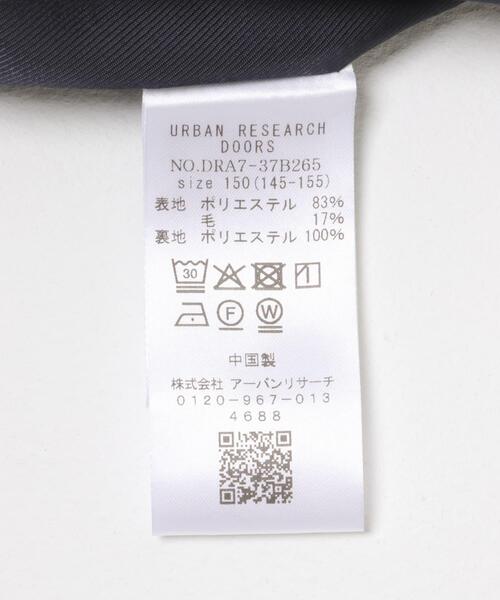 URBAN RESEARCH
DOORS
NO.DRA7-37B265
size 150(145-155)
表地 ポリエステル 83%
毛 17%
裏地 ポリエステル 100%
30
F W
中国製
株式会社 アーバンリサーチ
0120-967-013
4688